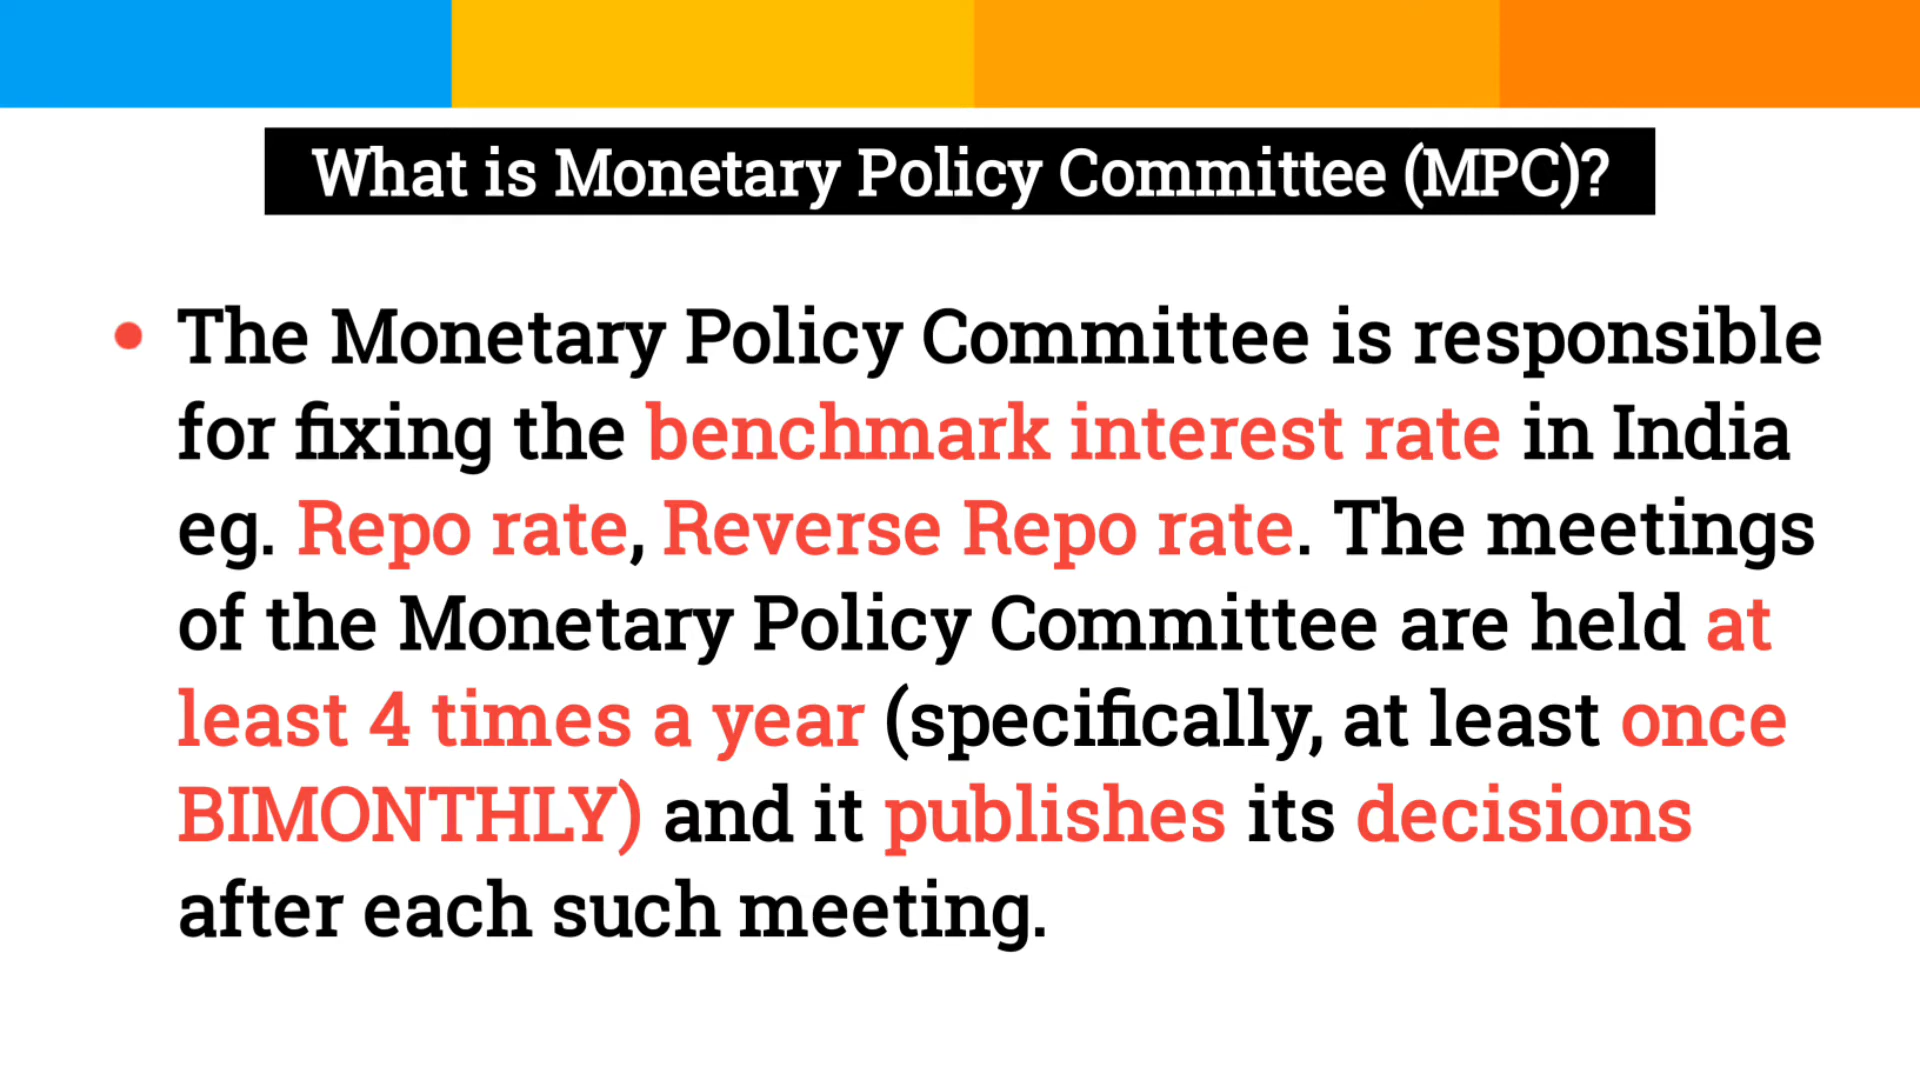 What is Monetary Policy Committee (MPC)?
• The Monetary Policy Committee is responsible
for fixing the benchmark interest rate in India
eg. Repo rate, Reverse Repo rate. The meetings
of the Monetary Policy Committee are held at
least 4 times a year (specifically, at least once
BIMONTHLY) and it publishes its decisions
after each such meeting.